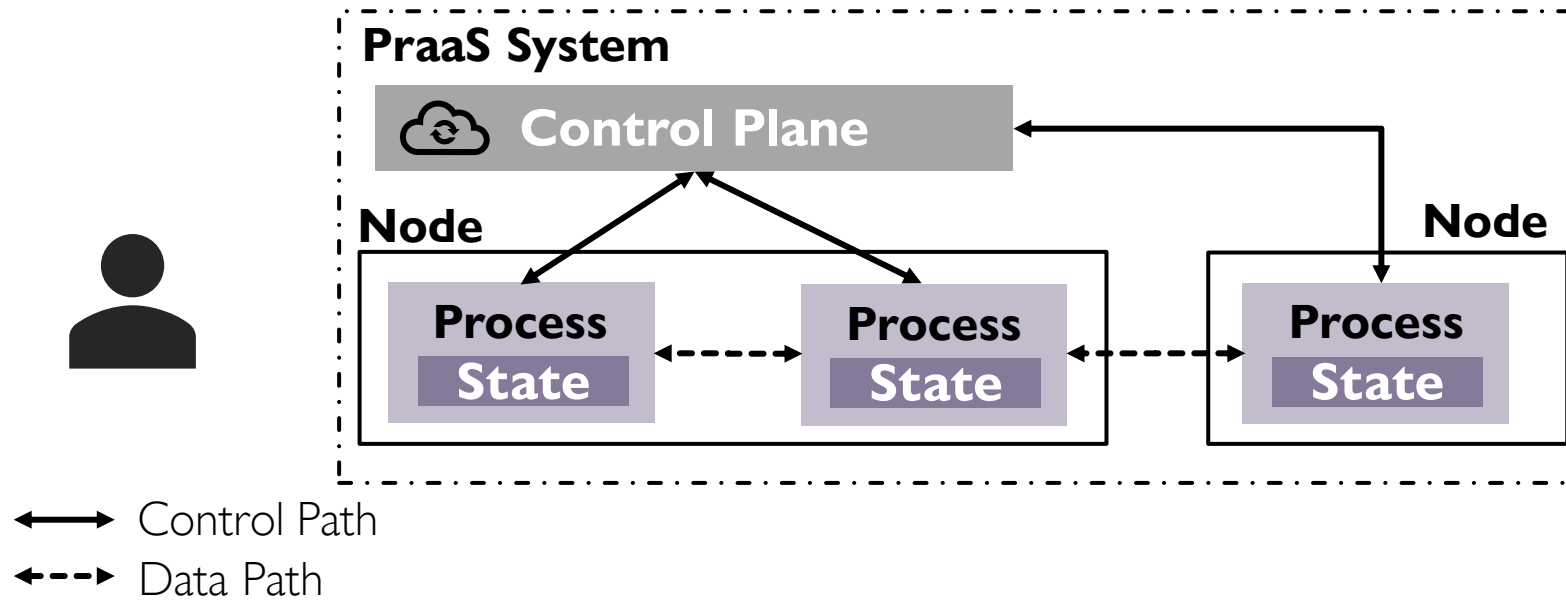 PraaS System
Control Plane
Node
Node
Process
State
Process
State
Process
State
Control Path
Data Path